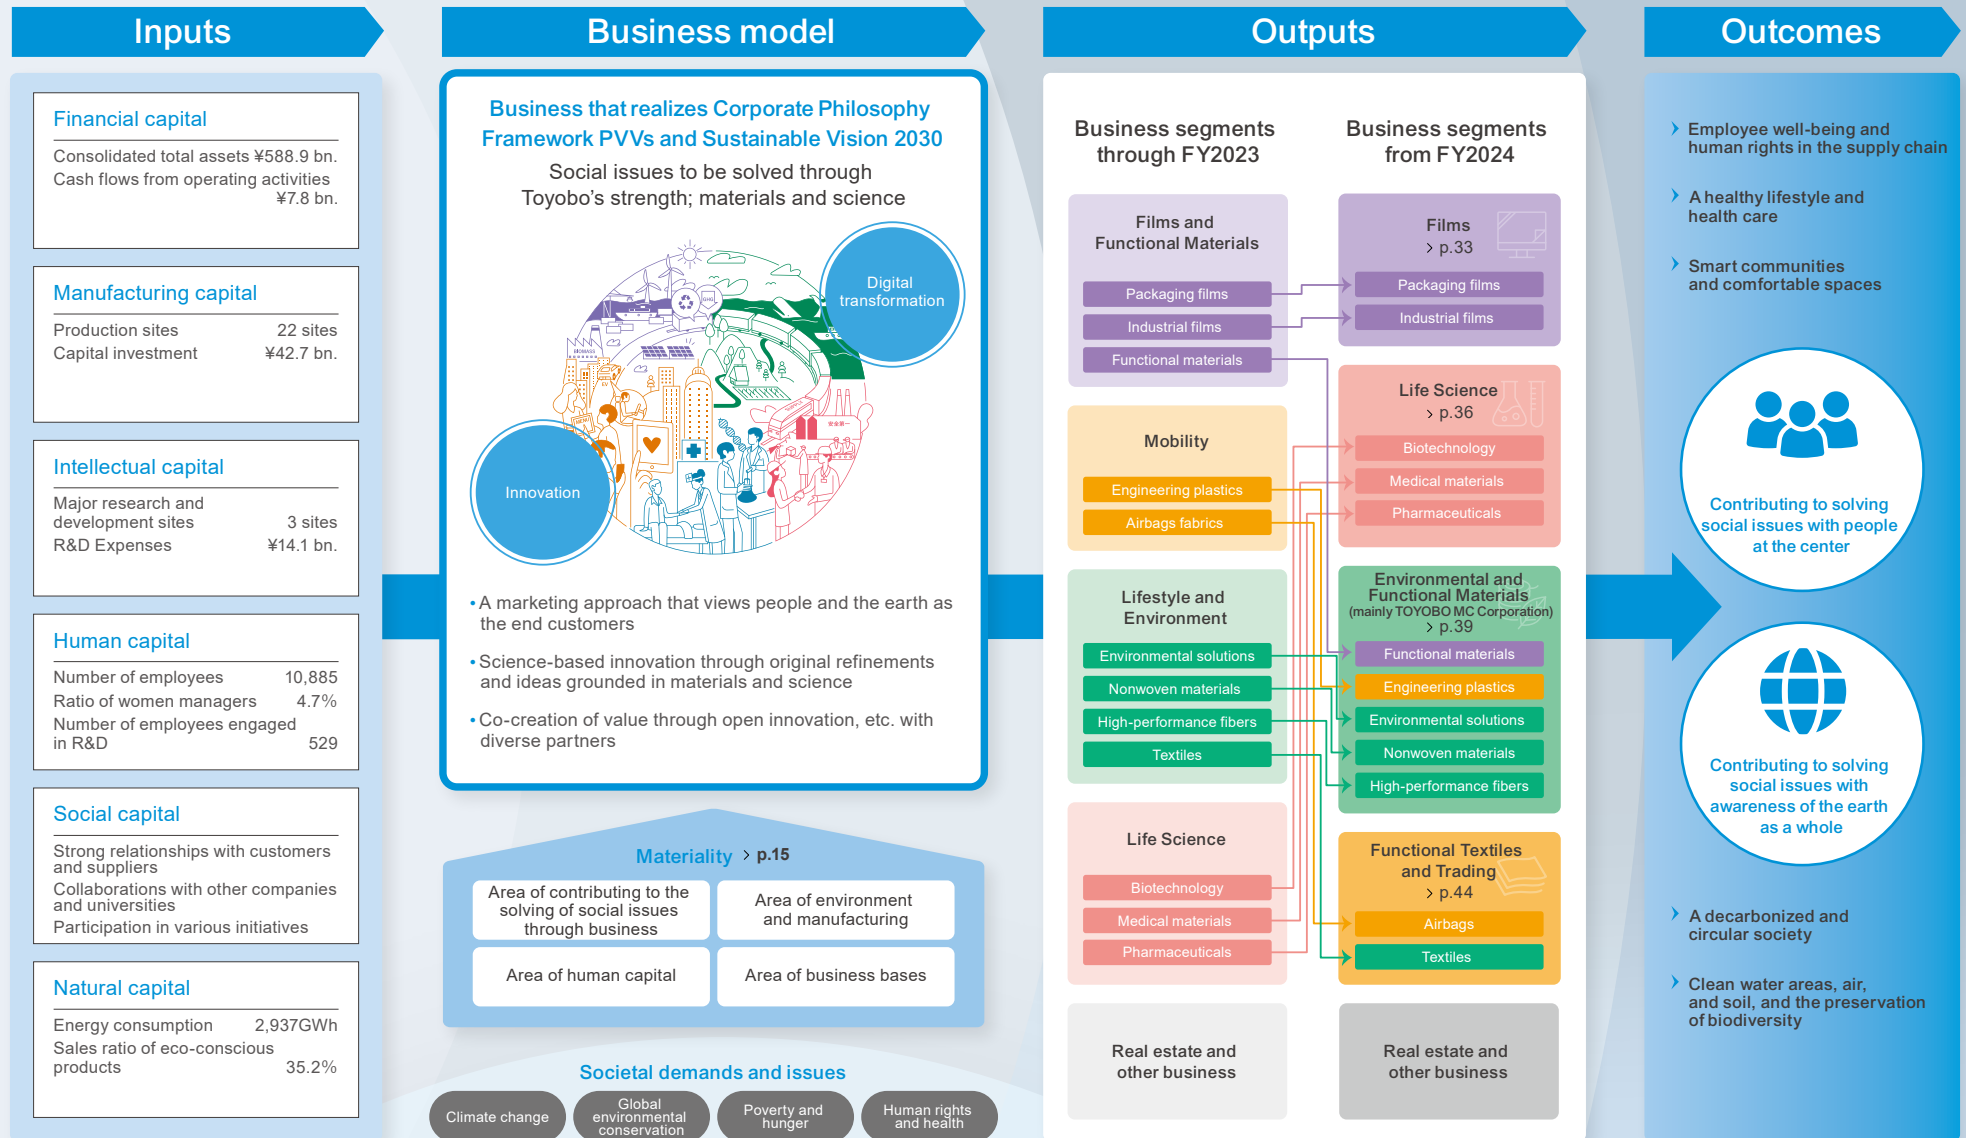 Inputs
Financial capital
Consolidated total assets ¥588.9 bn.
Cash flows from operating activities
¥7.8 bn.
Manufacturing capital
Production sites 22 sites
Capital investment ¥42.7 bn.
Intellectual capital
Major research and
development sites 3 sites
R&D Expenses ¥14.1 bn.
Human capital
Number of employees 10,885
Ratio of women managers 4.7%
Number of employees engaged
in R&D 529
Social capital
Strong relationships with customers
and suppliers
Collaborations with other companies
and universities
Participation in various initiatives
Natural capital
Energy consumption 2,937GWh
Sales ratio of eco-conscious
products 35.2%
Business model
Business that realizes Corporate Philosophy
Framework PVVs and Sustainable Vision 2030
Social issues to be solved through
Toyobo's strength; materials and science
Digital
transformation
GHG
BIOMASS
EV
MENU
安全第一
Innovation
• A marketing approach that views people and the earth as
the end customers
• Science-based innovation through original refinements
and ideas grounded in materials and science
• Co-creation of value through open innovation, etc. with
diverse partners
Materiality > p.15
Area of contributing to the
solving of social issues
through business
Area of environment
and manufacturing
Area of human capital
Area of business bases
Societal demands and issues
Climate change
Global
environmental
conservation
Poverty and
hunger
Human rights
and health
Outputs
Business segments
through FY2023
Films and
Functional Materials
Packaging films
Industrial films
Functional materials
Mobility
Engineering plastics
Airbags fabrics
Lifestyle and
Environment
Environmental solutions
Nonwoven materials
High-performance fibers
Textiles
Life Science
Biotechnology
Medical materials
Pharmaceuticals
Real estate and
other business
Business segments
from FY2024
Films
> p.33
Packaging films
Industrial films
Life Science
> p.36
Biotechnology
Medical materials
Pharmaceuticals
Environmental and
Functional Materials
(mainly TOYOBO MC Corporation)
> p.39
Functional materials
Engineering plastics
Environmental solutions
Nonwoven materials
High-performance fibers
Functional Textiles
and Trading
> p.44
Airbags
Textiles
Real estate and
other business
Outcomes
Employee well-being and
human rights in the supply chain
A healthy lifestyle and
health care
Smart communities
and comfortable spaces
Contributing to solving
social issues with people
at the center
Contributing to solving
social issues with
awareness of the earth
as a whole
A decarbonized and
circular society
Clean water areas, air,
and soil, and the preservation
of biodiversity